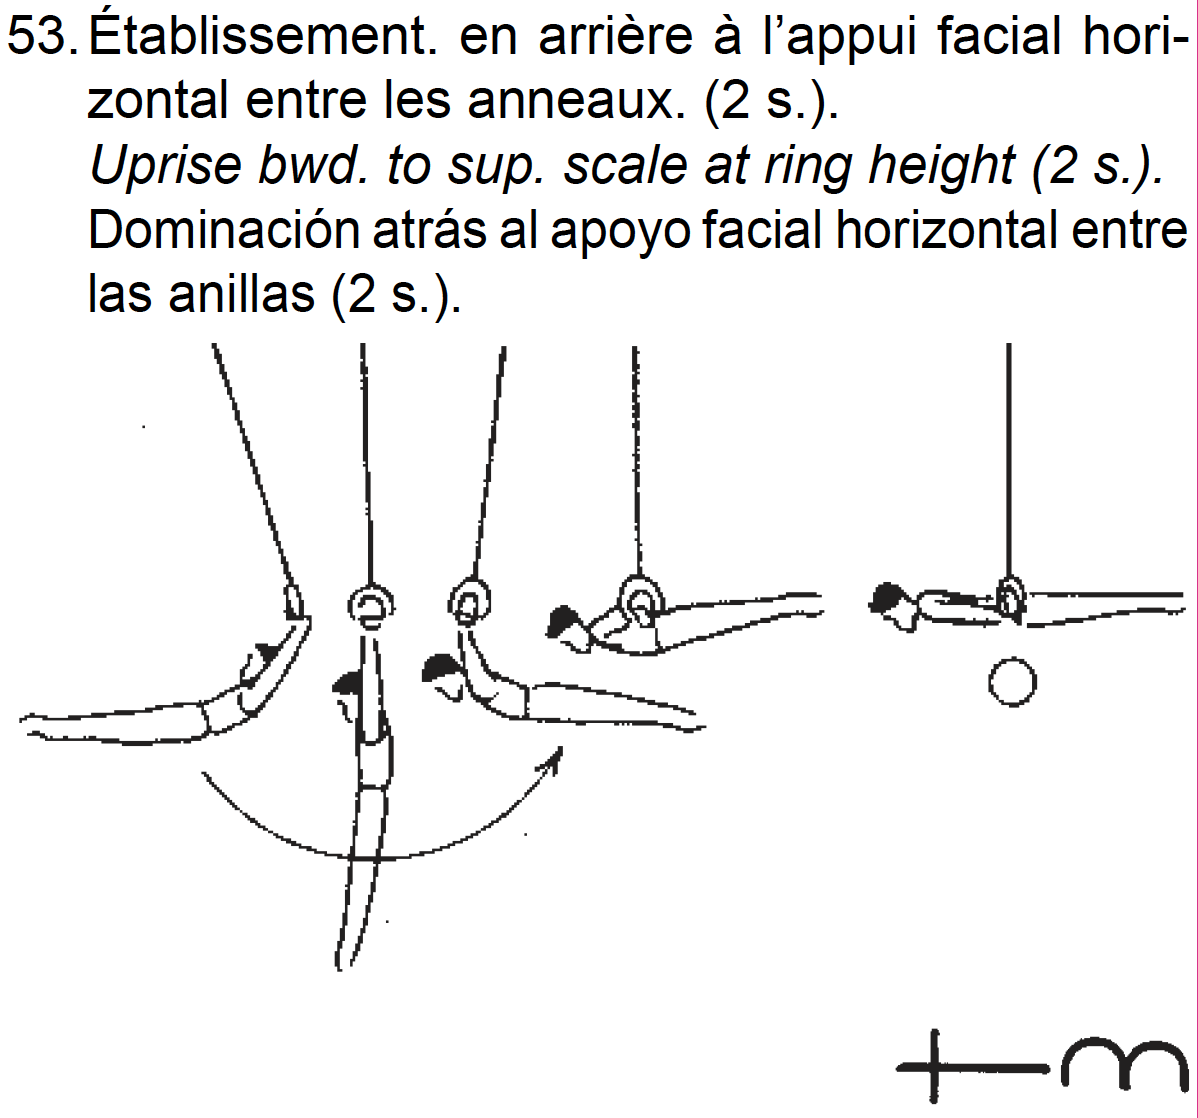 53. Établissement. en arrière à l’appui facial hori-
zontal entre les anneaux. (2 s.).
Uprise bwd. to sup. scale at ring height (2 s.).
Dominación atrás al apoyo facial horizontal entre
las anillas (2 s.).